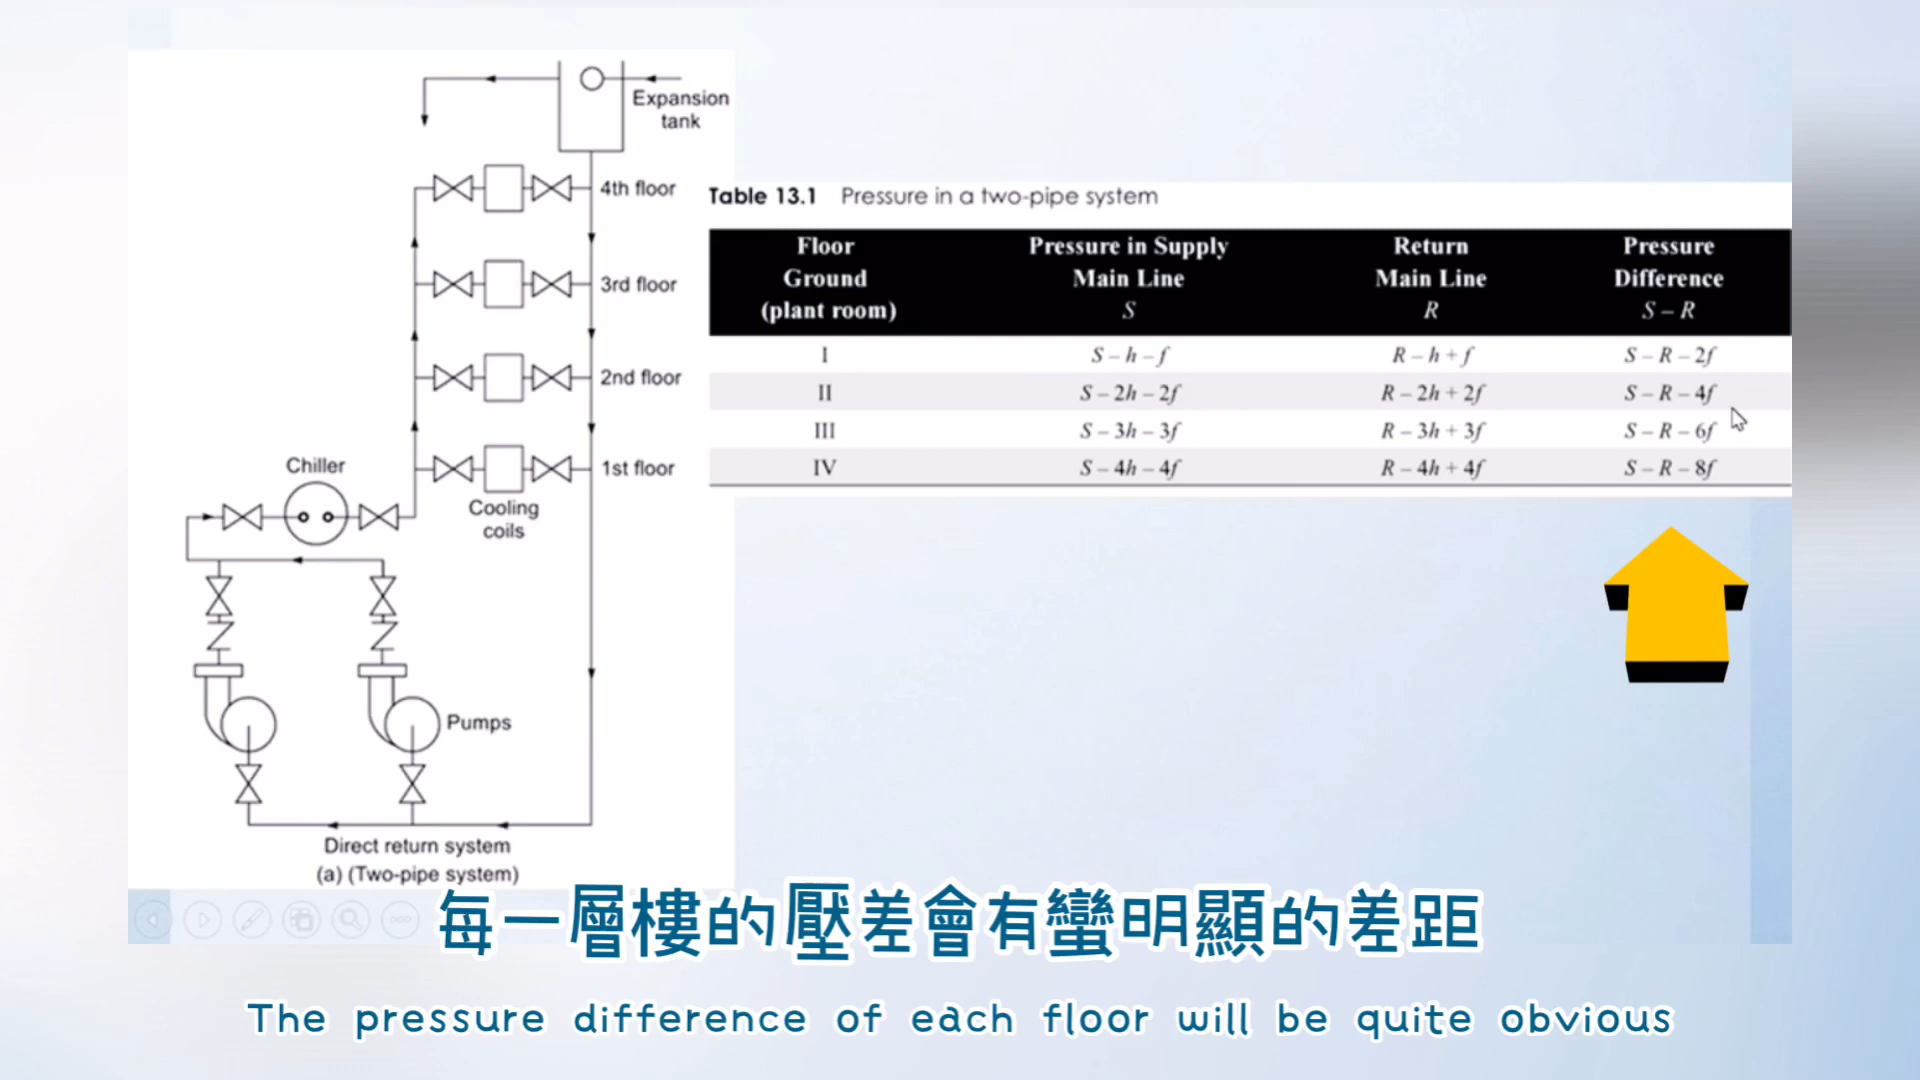 Expansion
tank
4th floor
3rd floor
2nd floor
1st floor
Chiller
Cooling
coils
Pumps
Direct return system
(a) (Two-pipe system)
Table 13.1 Pressure in a two-pipe system
Floor Ground (plant room) Pressure in Supply Main Line S Return Main Line R Pressure Difference S – R
I S – h – f R – h + f S – R – 2f
II S – 2h – 2f R – 2h + 2f S – R – 4f
III S – 3h – 3f R – 3h + 3f S – R – 6f
IV S – 4h – 4f R – 4h + 4f S – R – 8f
每一層樓的壓差會有蠻明顯的差距
The pressure difference of each floor will be quite obvious